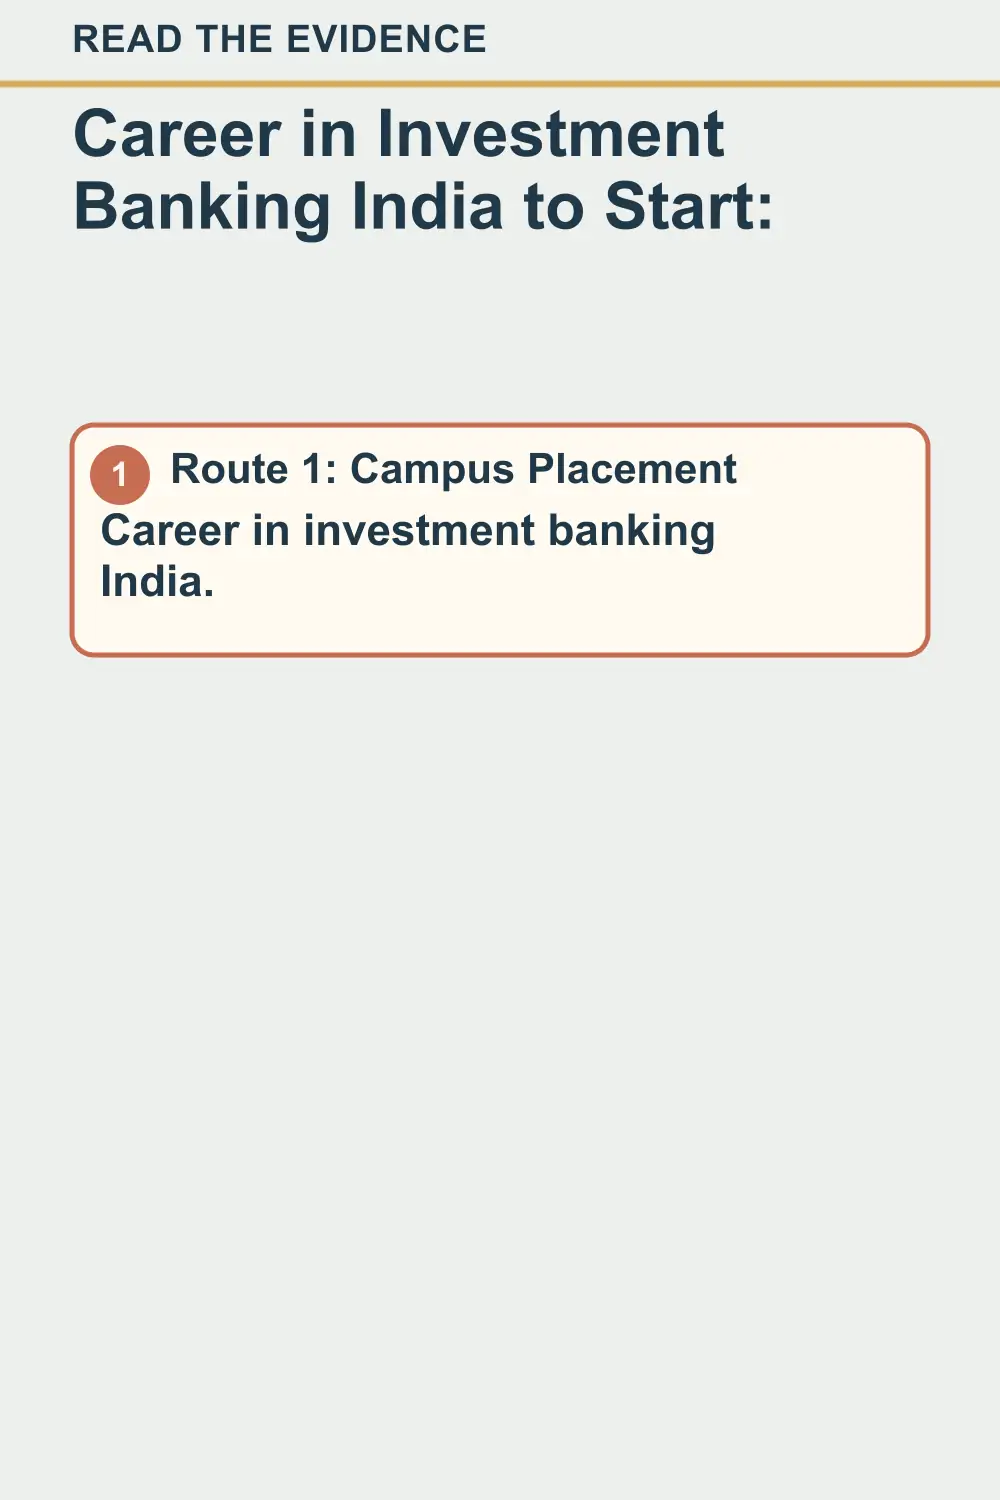 READ THE EVIDENCE
Career in Investment
Banking India to Start:
1 Route 1: Campus Placement
Career in investment banking
India.